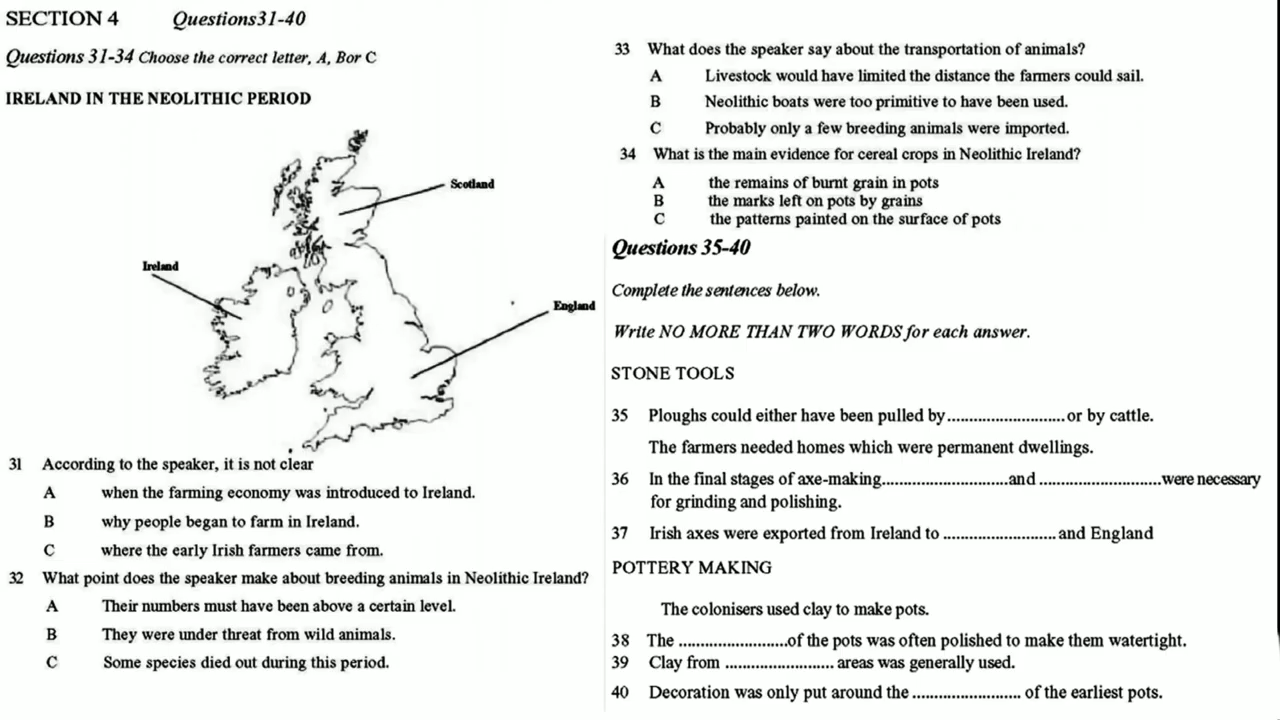 SECTION 4 Questions31-40
Questions 31-34 Choose the correct letter, A, Bor C
IRELAND IN THE NEOLITHIC PERIOD
Scotland
Ireland
England
31 According to the speaker, it is not clear
A when the farming economy was introduced to Ireland.
B why people began to farm in Ireland.
C where the early Irish farmers came from.
32 What point does the speaker make about breeding animals in Neolithic Ireland?
A Their numbers must have been above a certain level.
B They were under threat from wild animals.
C Some species died out during this period.
33 What does the speaker say about the transportation of animals?
A Livestock would have limited the distance the farmers could sail.
B Neolithic boats were too primitive to have been used.
C Probably only a few breeding animals were imported.
34 What is the main evidence for cereal crops in Neolithic Ireland?
A the remains of burnt grain in pots
B the marks left on pots by grains
C the patterns painted on the surface of pots
Questions 35-40
Complete the sentences below.
Write NO MORE THAN TWO WORDS for each answer.
STONE TOOLS
35 Ploughs could either have been pulled by...........................or by cattle.
The farmers needed homes which were permanent dwellings.
36 In the final stages of axe-making.............................and ............................were necessary
for grinding and polishing.
37 Irish axes were exported from Ireland to .......................... and England
POTTERY MAKING
The colonisers used clay to make pots.
38 The .........................of the pots was often polished to make them watertight.
39 Clay from ......................... areas was generally used.
40 Decoration was only put around the ......................... of the earliest pots.